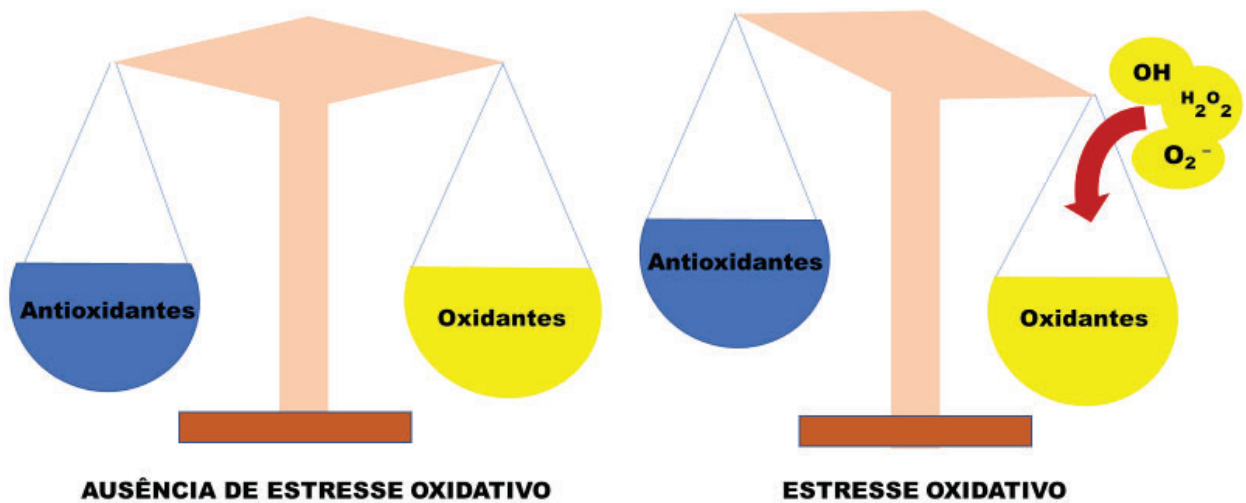 Antioxidantes
Oxidantes
AUSÊNCIA DE ESTRESSE OXIDATIVO
OH
H₂O₂
O₂⁻
Antioxidantes
Oxidantes
ESTRESSE OXIDATIVO